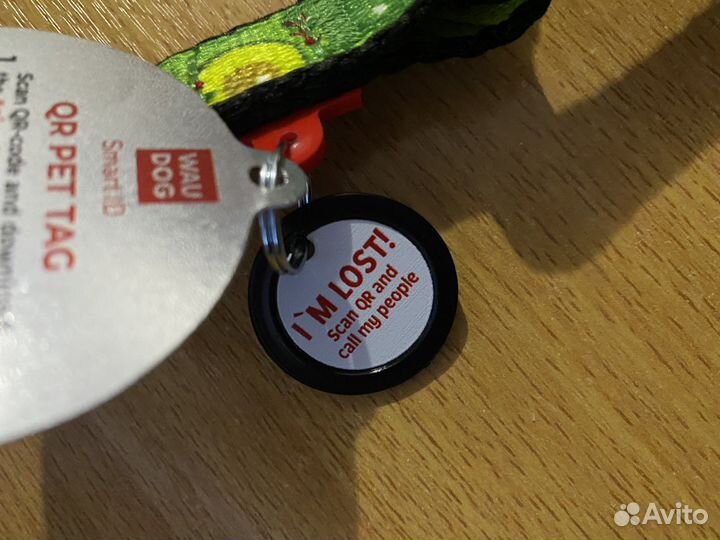 WAU
DOG
Smart ID
QR PET TAG
Scan QR-code and
1
I`M LOST!
Scan QR and
call my people
Avito